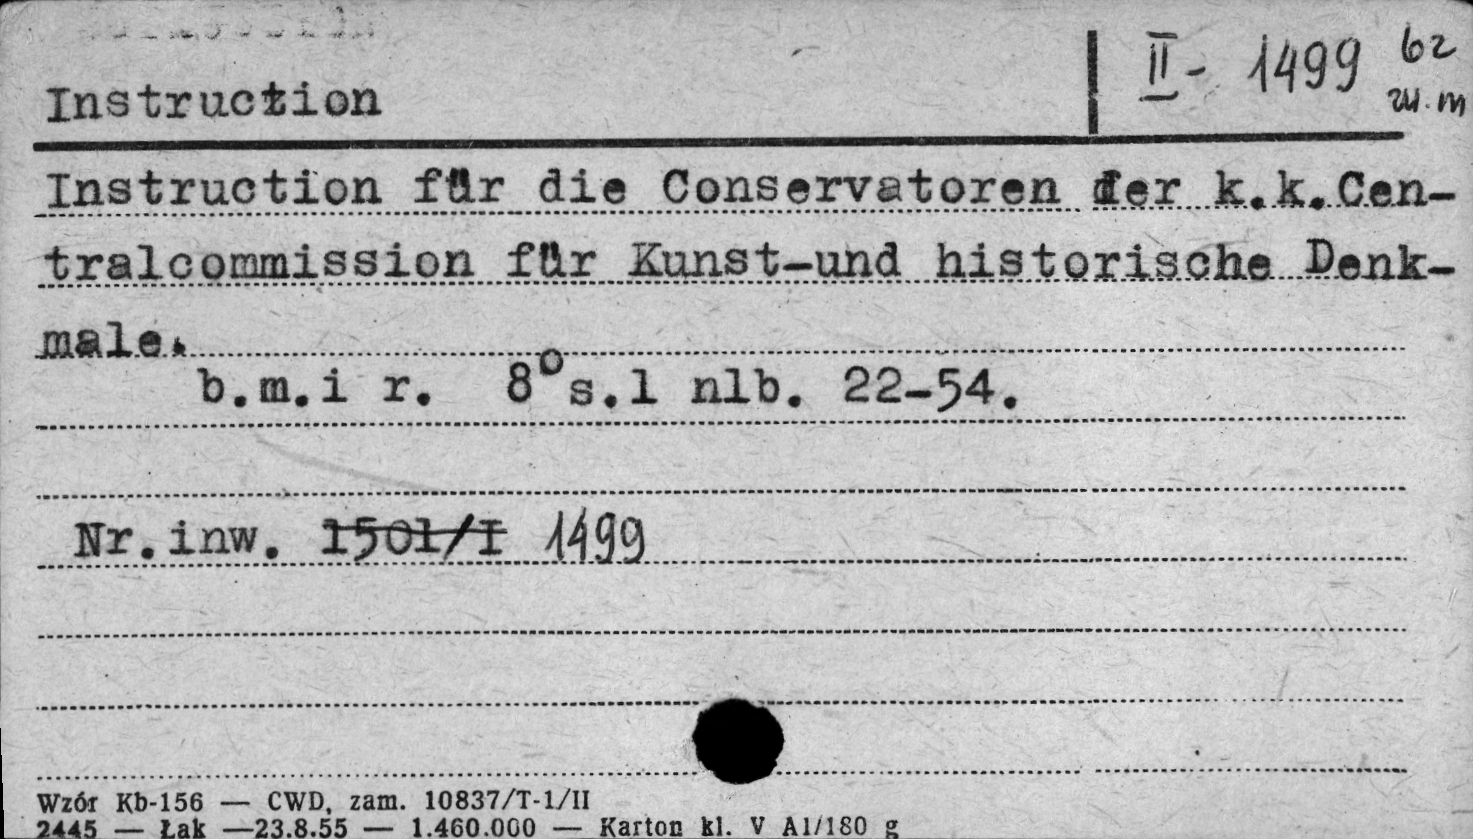 Instruction
II- 1499 62
Instruction für die Conservatoren der k.k.Cen-
tralcommission für Kunst-und historische Denk-
male.
b.m.i r. 8° s.l nlb. 22-54.
Nr.inw. 1501/I 1499
Wzór Kb-156 — CWD, zam. 10837/T-1/II
2445 — Łak —23.8.55 — 1.460.000 — Karton kl. V A1/180 g